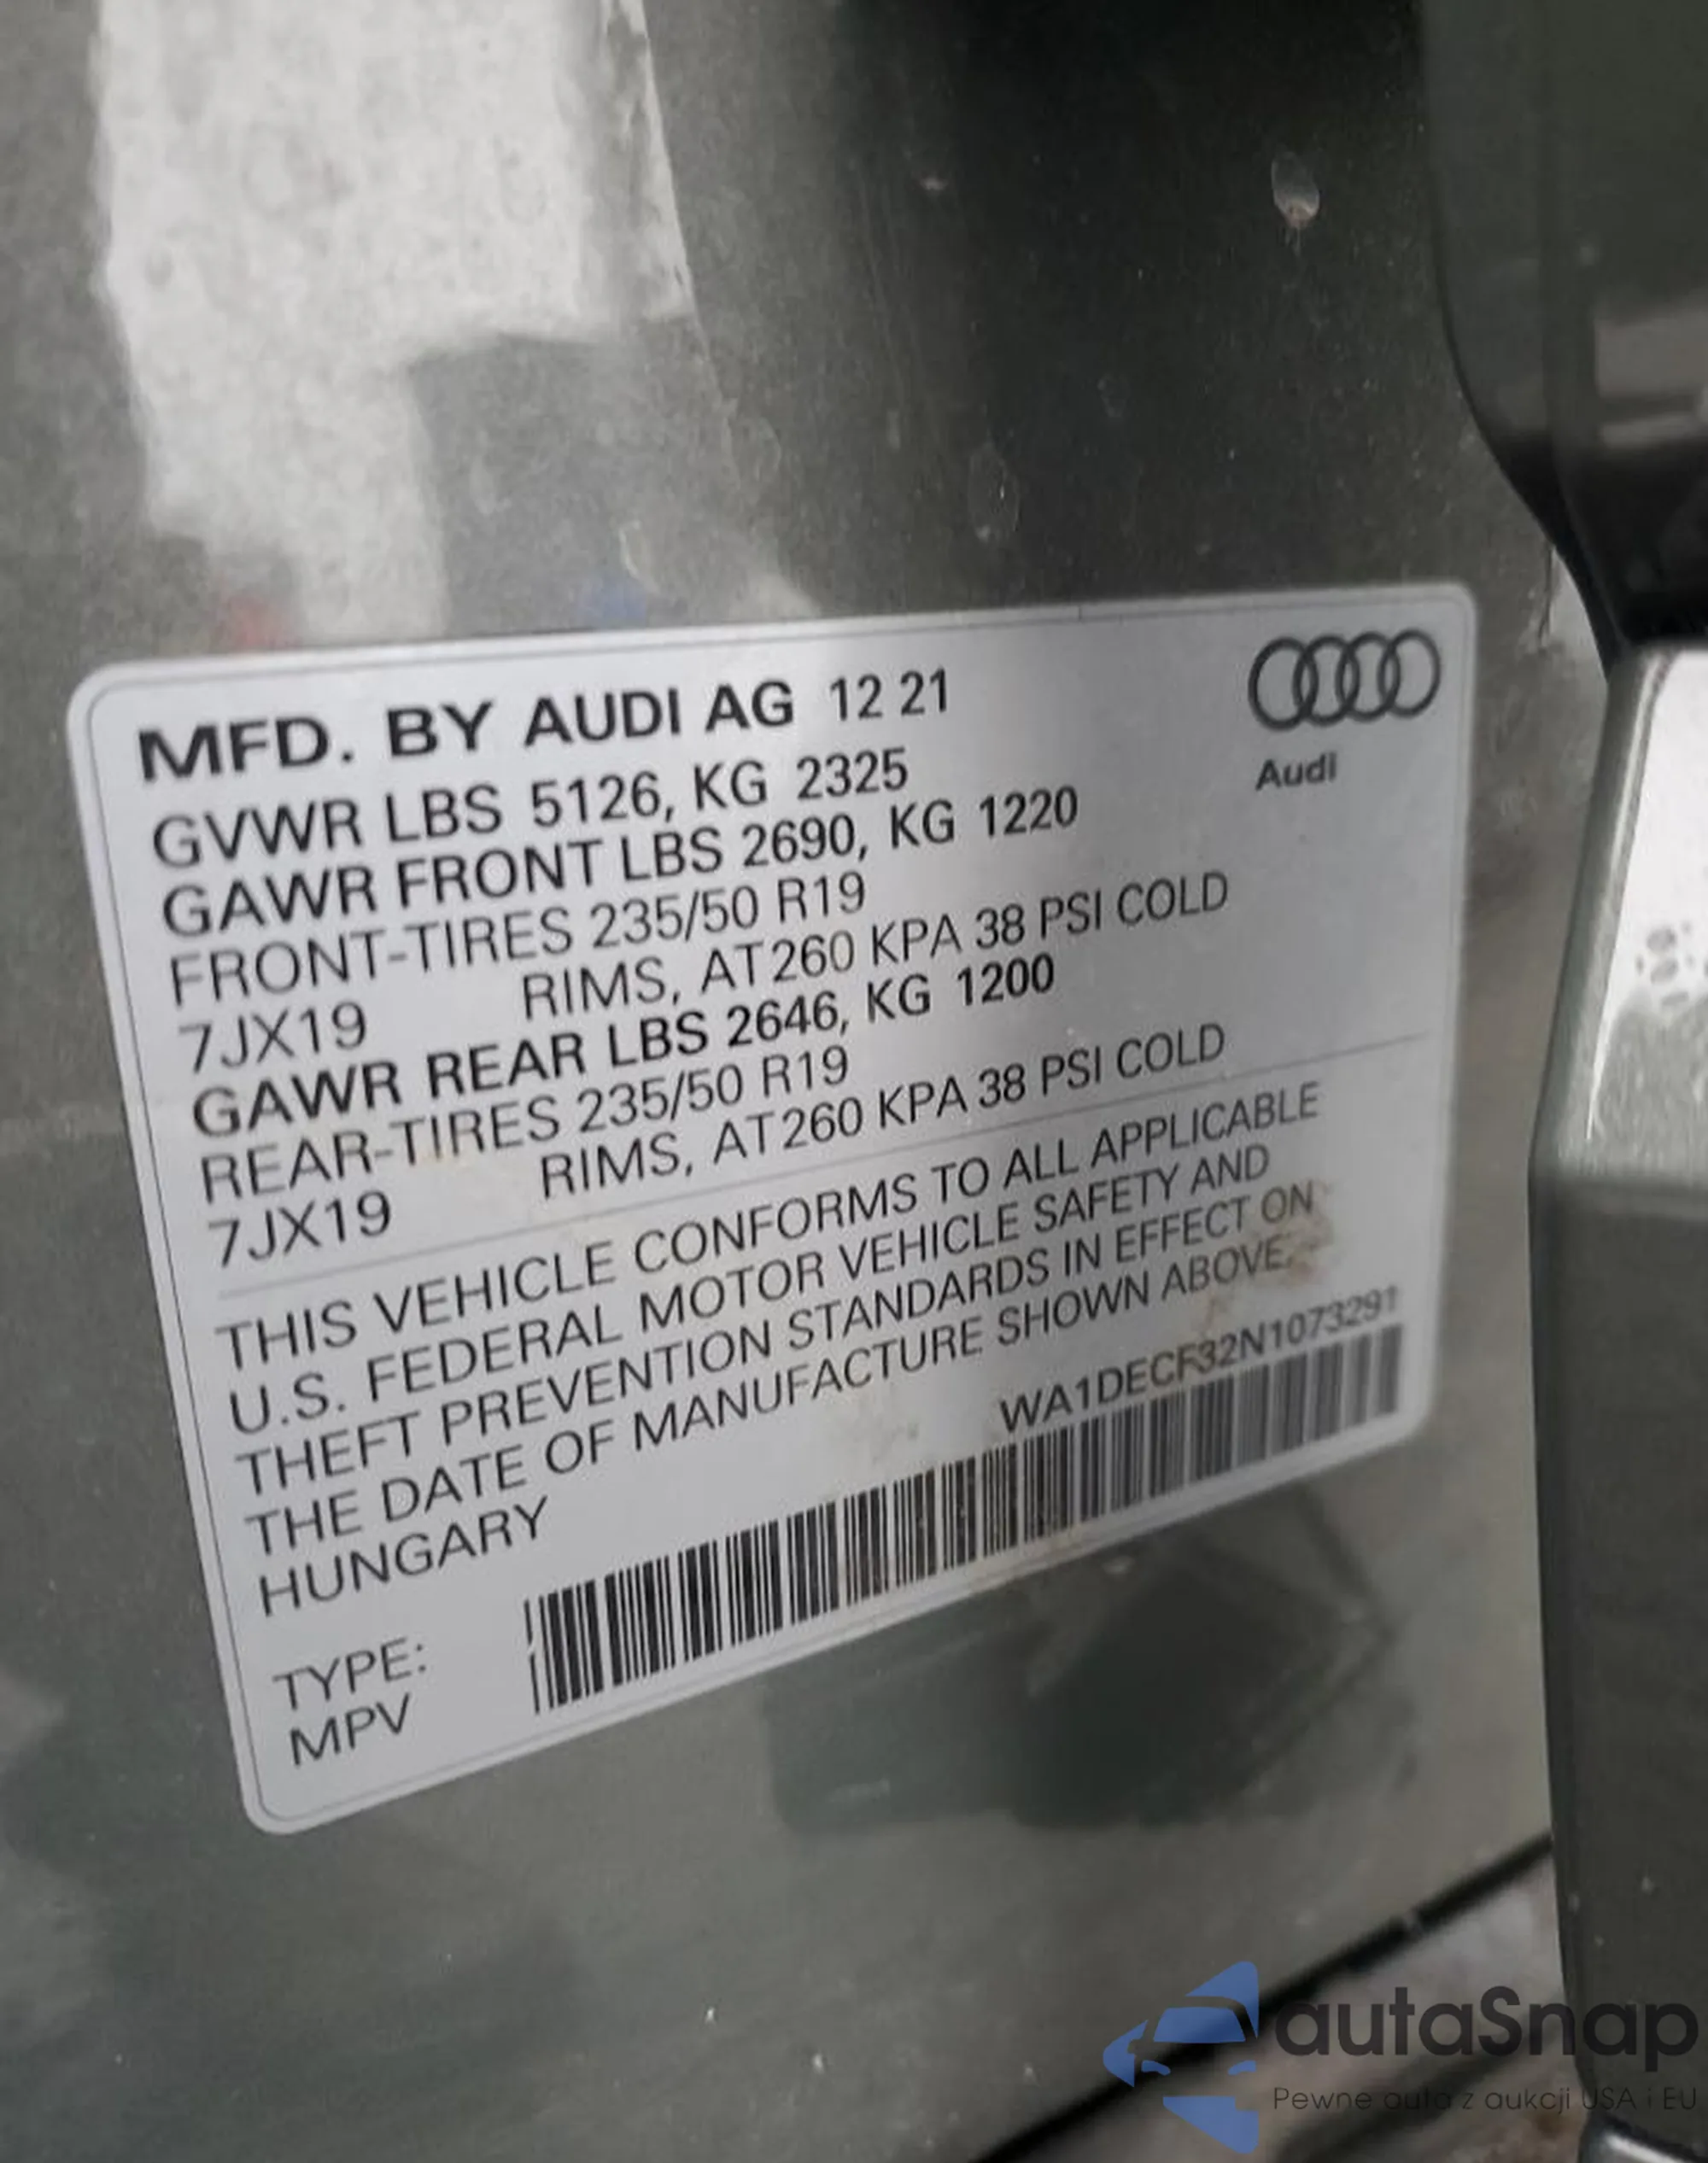 MFD. BY AUDI AG 12 21
Audi
GVWR LBS 5126, KG 2325
GAWR FRONT LBS 2690, KG 1220
FRONT-TIRES 235/50 R19
7JX19 RIMS, AT 260 KPA 38 PSI COLD
GAWR REAR LBS 2646, KG 1200
REAR-TIRES 235/50 R19
7JX19 RIMS, AT 260 KPA 38 PSI COLD
THIS VEHICLE CONFORMS TO ALL APPLICABLE
U.S. FEDERAL MOTOR VEHICLE SAFETY AND
THEFT PREVENTION STANDARDS IN EFFECT ON
THE DATE OF MANUFACTURE SHOWN ABOVE.
HUNGARY
WA1DECF32N1073291
TYPE:
MPV
autaSnap
Pewne auta z aukcji USA i EU